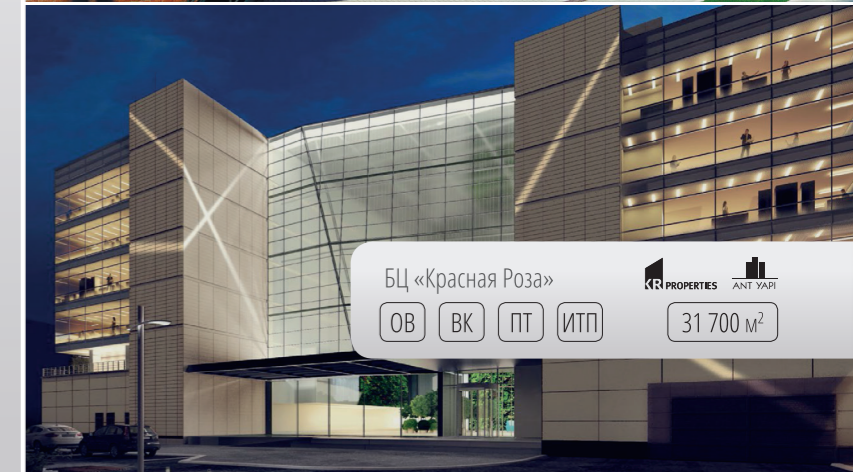 БЦ «Красная Роза»
KR PROPERTIES
ANT YAPI
ОВ ВК ПТ ИТП 31 700 м²